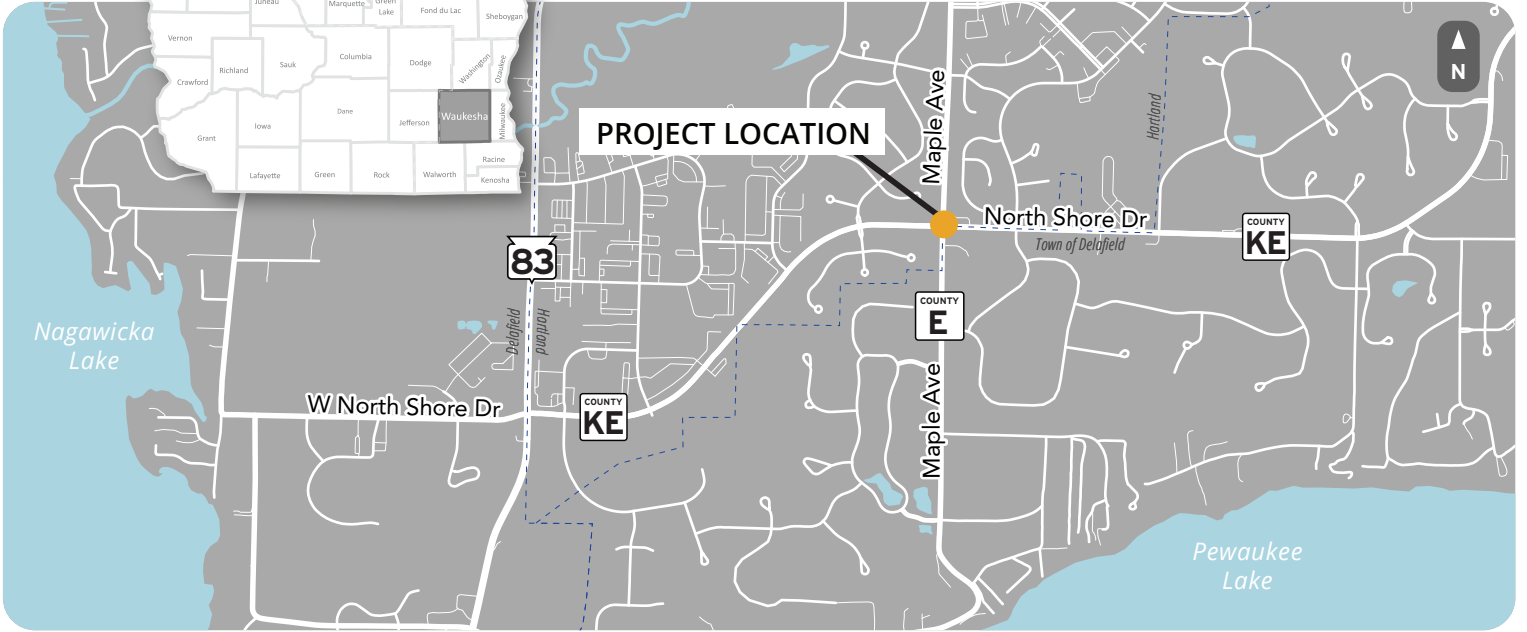 Juneau
Marquette
Green
Lake
Fond du Lac
Sheboygan
Vernon
Columbia
Dodge
Washington
Ozaukee
Richland
Sauk
Crawford
Dane
Jefferson
Waukesha
Milwaukee
Iowa
Grant
Lafayette
Green
Rock
Walworth
Racine
Kenosha
N
PROJECT LOCATION
Maple Ave
Hartland
North Shore Dr
Town of Delafield
COUNTY
KE
83
COUNTY
E
Delafield
Hartland
Nagawicka
Lake
W North Shore Dr
COUNTY
KE
Maple Ave
Pewaukee
Lake